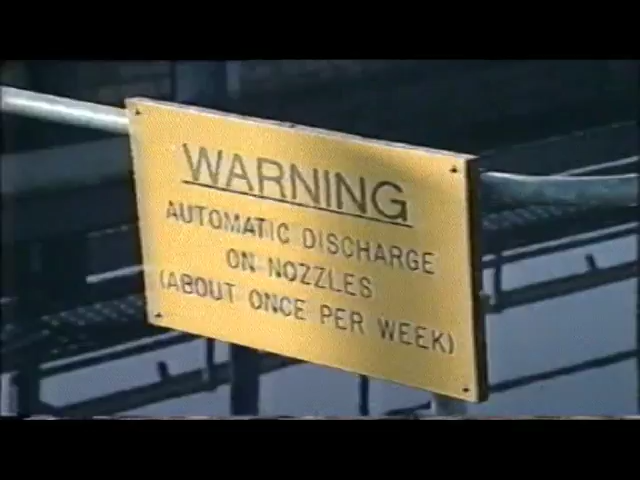 WARNING
AUTOMATIC DISCHARGE
ON NOZZLES
(ABOUT ONCE PER WEEK)